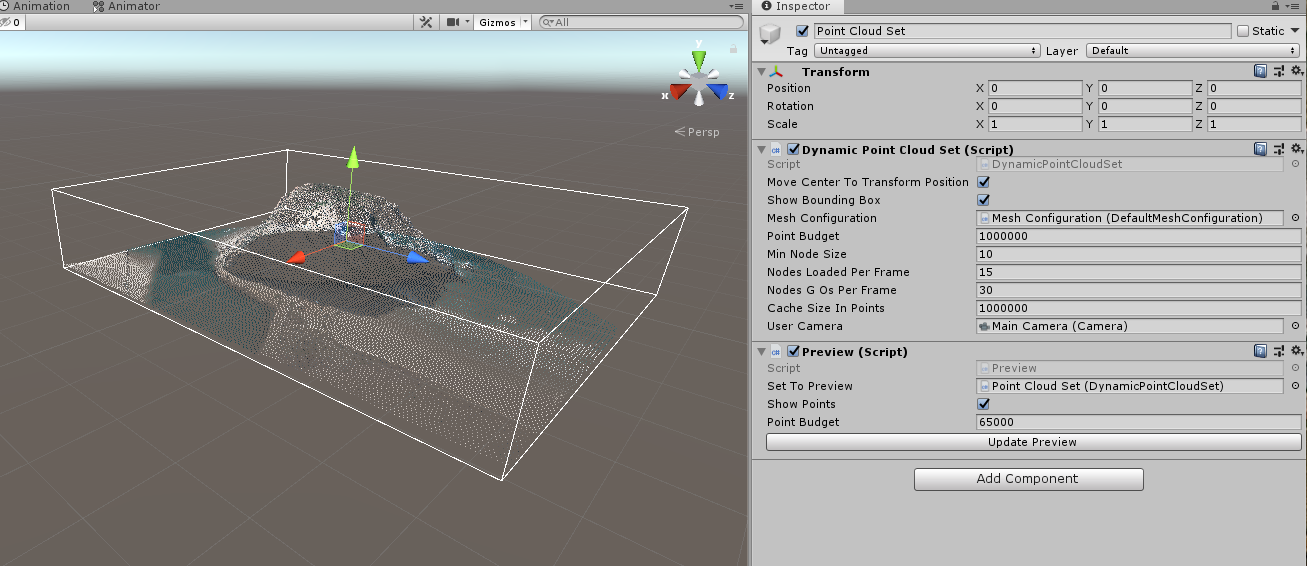 Animation
Animator
0
Gizmos
All
y
x
z
Persp
Inspector
Point Cloud Set
Static
Tag Untagged Layer Default
Transform
Position X 0 Y 0 Z 0
Rotation X 0 Y 0 Z 0
Scale X 1 Y 1 Z 1
Dynamic Point Cloud Set (Script)
Script DynamicPointCloudSet
Move Center To Transform Position
Show Bounding Box
Mesh Configuration Mesh Configuration (DefaultMeshConfiguration)
Point Budget 1000000
Min Node Size 10
Nodes Loaded Per Frame 15
Nodes G Os Per Frame 30
Cache Size In Points 1000000
User Camera Main Camera (Camera)
Preview (Script)
Script Preview
Set To Preview Point Cloud Set (DynamicPointCloudSet)
Show Points
Point Budget 65000
Update Preview
Add Component